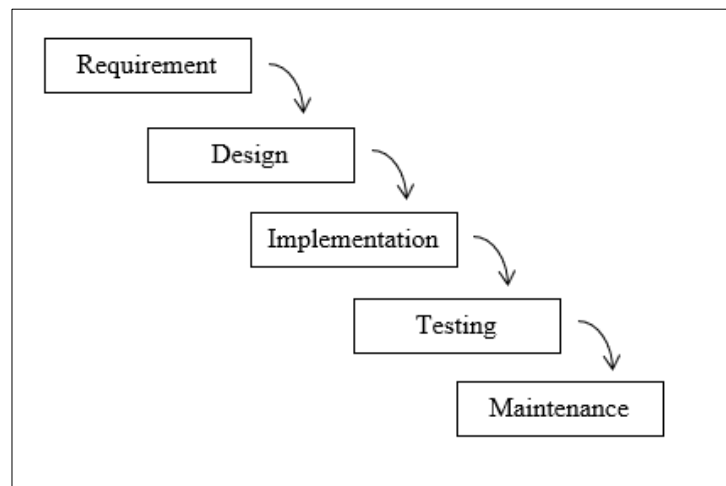 Requirement
Design
Implementation
Testing
Maintenance